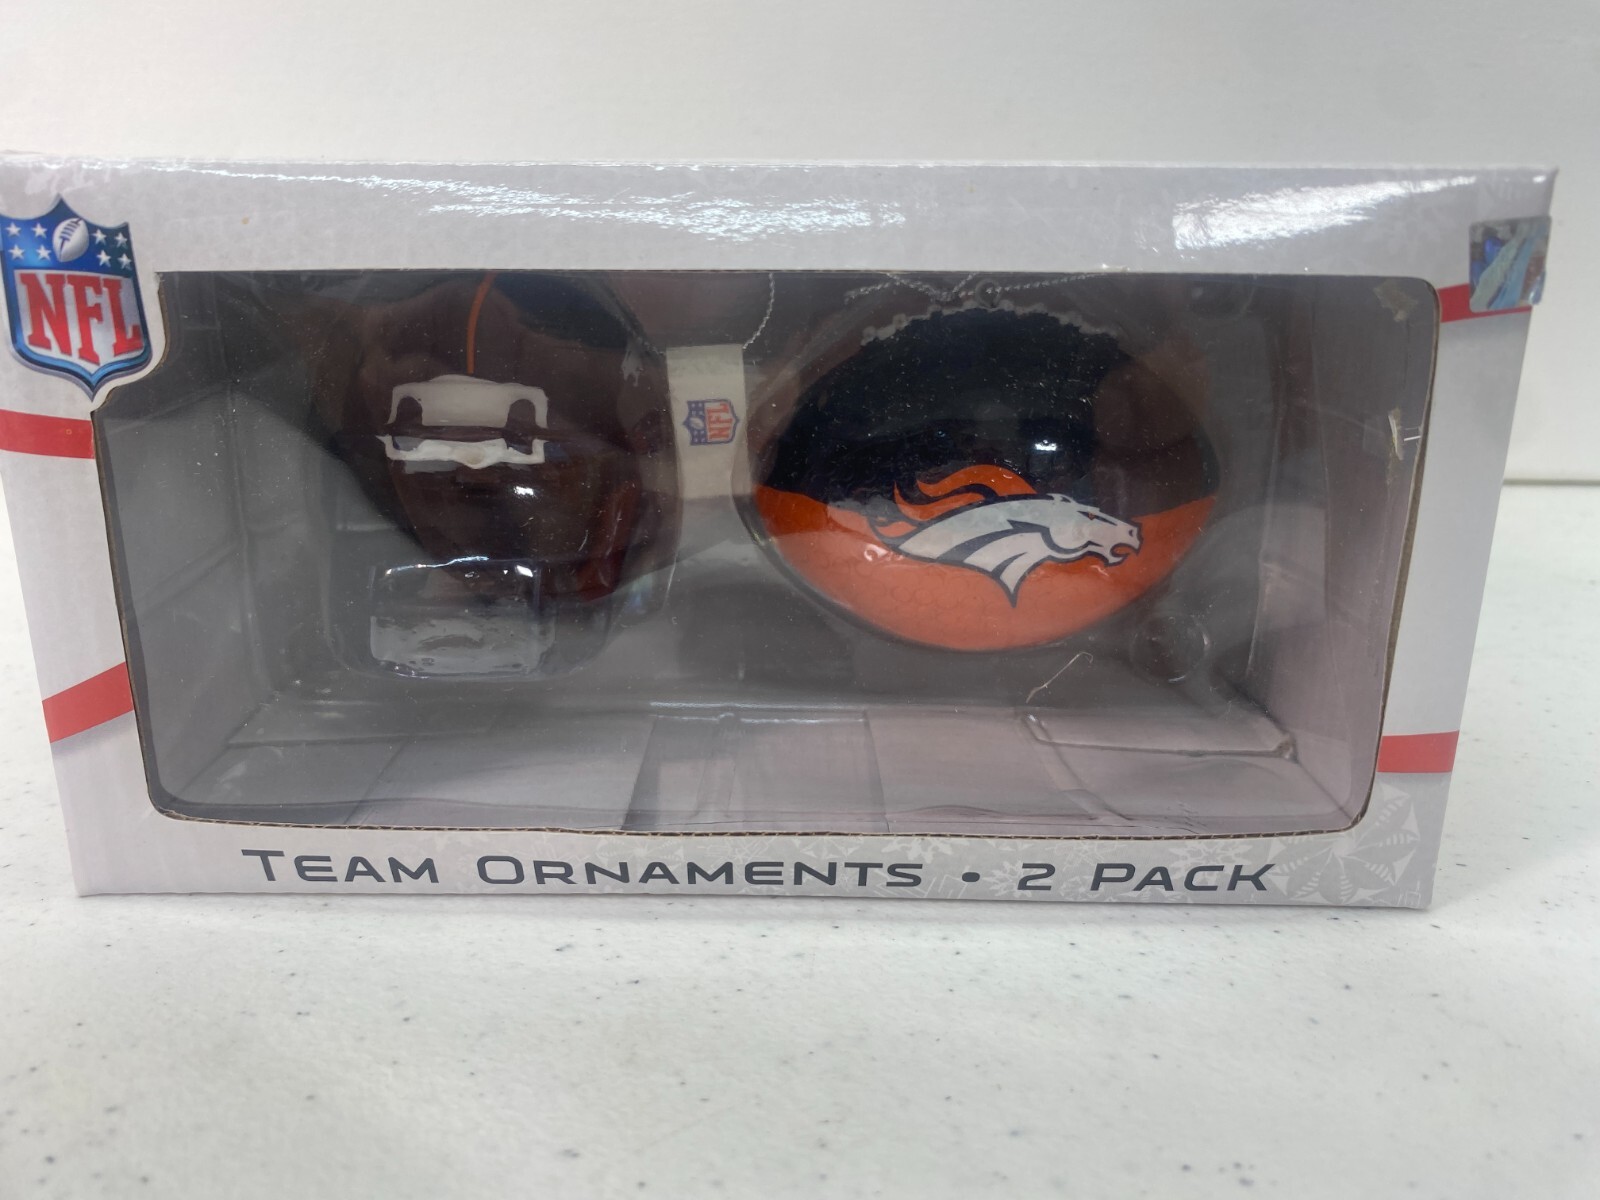 NFL
NFL
TEAM ORNAMENTS • 2 PACK